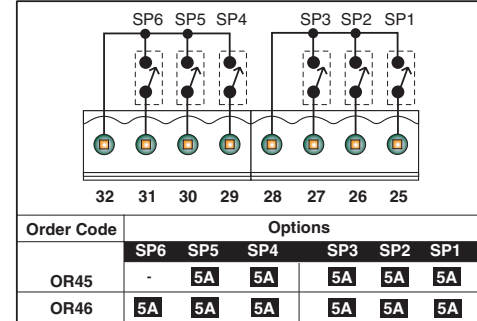 SP6 SP5 SP4 SP3 SP2 SP1
32 31 30 29 28 27 26 25
Order Code Options
SP6 SP5 SP4 SP3 SP2 SP1
OR45 - 5A 5A 5A 5A 5A
OR46 5A 5A 5A 5A 5A 5A